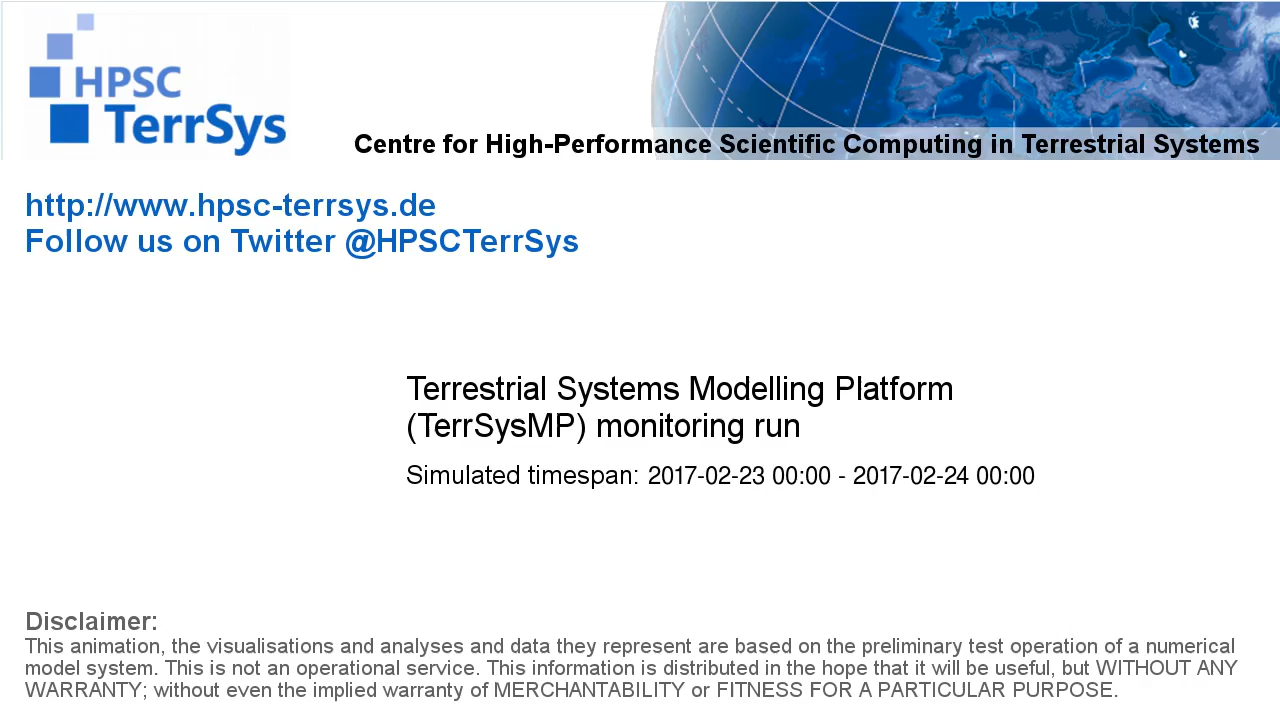 HPSC
TerrSys
Centre for High-Performance Scientific Computing in Terrestrial Systems
http://www.hpsc-terrsys.de
Follow us on Twitter @HPSCTerrSys
Terrestrial Systems Modelling Platform
(TerrSysMP) monitoring run
Simulated timespan: 2017-02-23 00:00 - 2017-02-24 00:00
Disclaimer:
This animation, the visualisations and analyses and data they represent are based on the preliminary test operation of a numerical
model system. This is not an operational service. This information is distributed in the hope that it will be useful, but WITHOUT ANY
WARRANTY; without even the implied warranty of MERCHANTABILITY or FITNESS FOR A PARTICULAR PURPOSE.